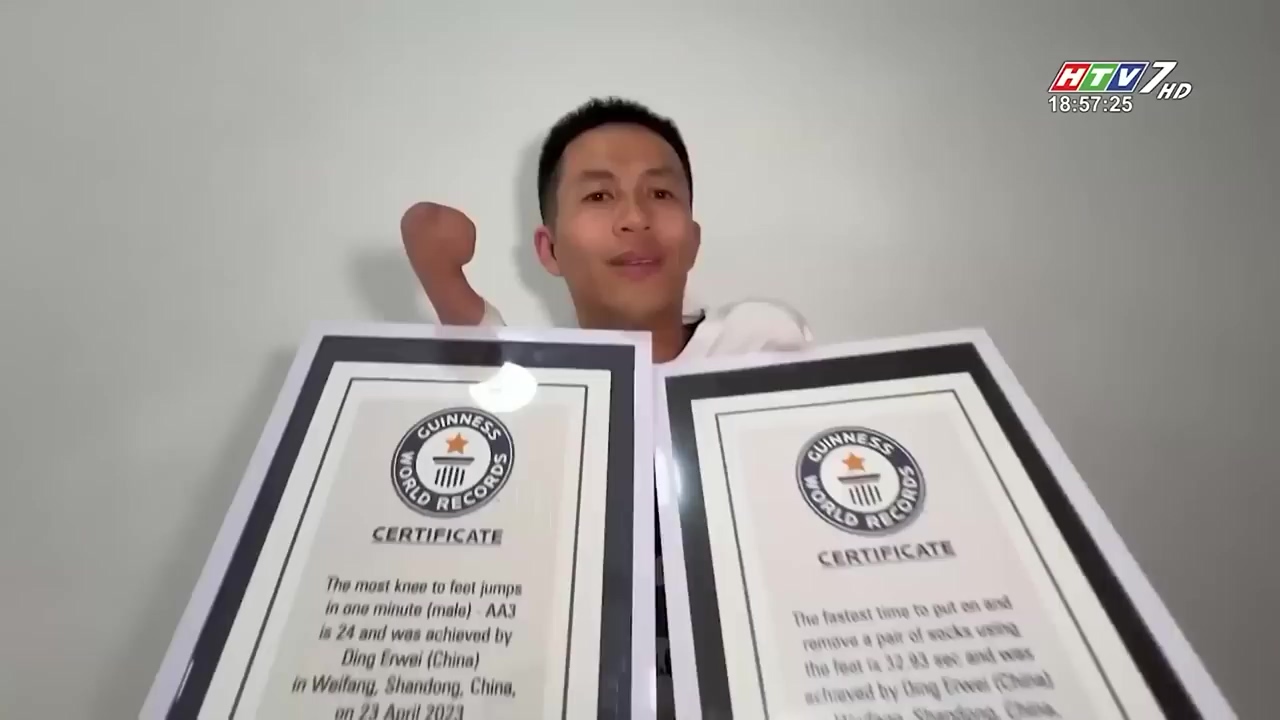 HTV7 HD
18:57:25
GUINNESS
WORLD RECORDS
CERTIFICATE
The most knee to feet jumps
in one minute (male) - AA3
is 24 and was achieved by
Ding Erwei (China)
in Weifang, Shandong, China,
on 23 April 2023
GUINNESS
WORLD RECORDS
CERTIFICATE
The fastest time to put on and
remove a pair of socks using
the feet is 32.93 sec and was
achieved by Ding Erwei (China)
Weifang, Shandong, China,